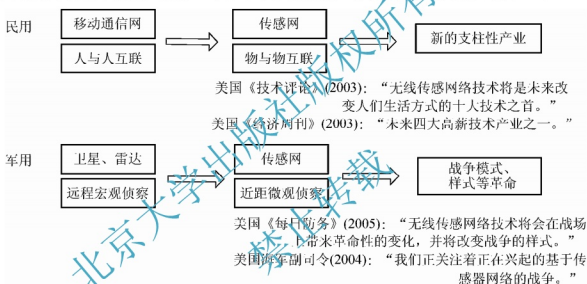 民用
移动通信网
传感网
人与人互联
物与物互联
新的支柱性产业
美国《技术评论》(2003):“无线传感网络技术将是未来改
变人们生活方式的十大技术之首。”
美国《经济周刊》(2003):“未来四大高薪技术产业之一。”
军用
卫星、雷达
传感网
远程宏观侦察
近距微观侦察
战争模式、
样式等革命
美国《每日防务》(2005):“无线传感网络技术将会在战场
上带来革命性的变化,并将改变战争的样式。”
美国海军副司令(2004):“我们正关注着正在兴起的基于传
感器网络的战争。”
北京大学出版社版权所有
禁止转载